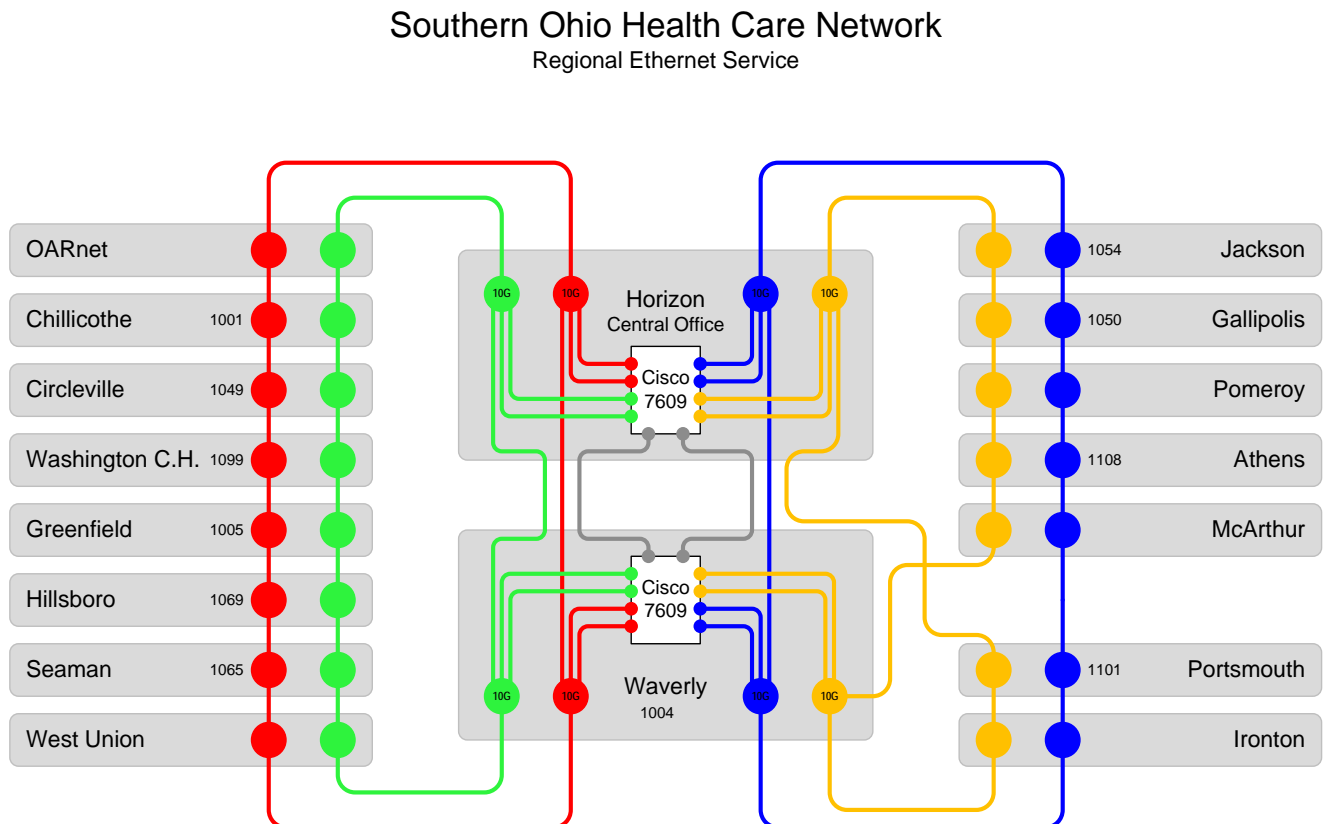 Southern Ohio Health Care Network
Regional Ethernet Service
OARnet
Chillicothe 1001
Circleville 1049
Washington C.H. 1099
Greenfield 1005
Hillsboro 1069
Seaman 1065
West Union
10G 10G 10G 10G
Horizon
Central Office
Cisco
7609
Cisco
7609
10G 10G 10G 10G
Waverly
1004
1054 Jackson
1050 Gallipolis
Pomeroy
1108 Athens
McArthur
1101 Portsmouth
Ironton